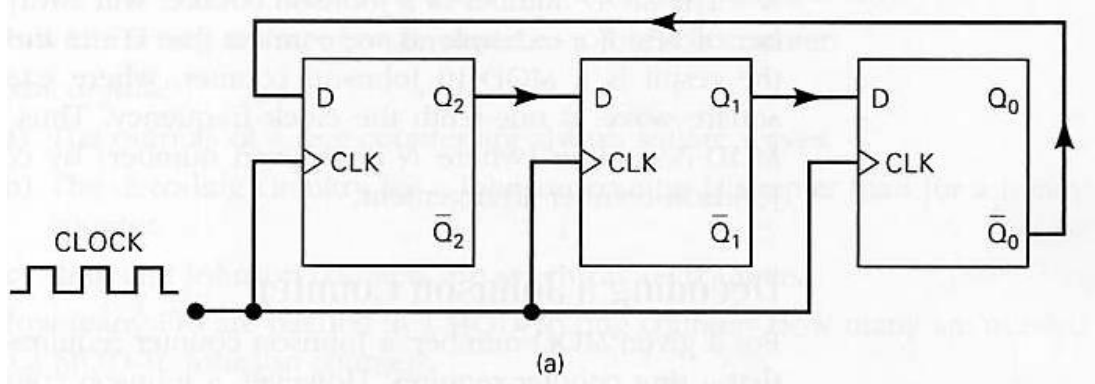 D Q₂ D Q₁ D Q₀
CLK CLK CLK
Q̅₂ Q̅₁ Q̅₀
CLOCK
(a)